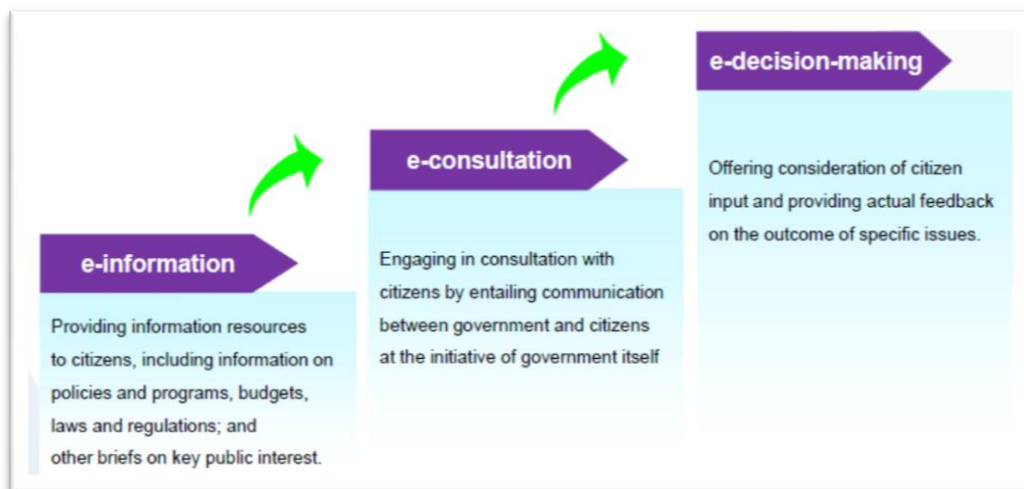 e-information
Providing information resources
to citizens, including information on
policies and programs, budgets,
laws and regulations; and
other briefs on key public interest.
e-consultation
Engaging in consultation with
citizens by entailing communication
between government and citizens
at the initiative of government itself
e-decision-making
Offering consideration of citizen
input and providing actual feedback
on the outcome of specific issues.